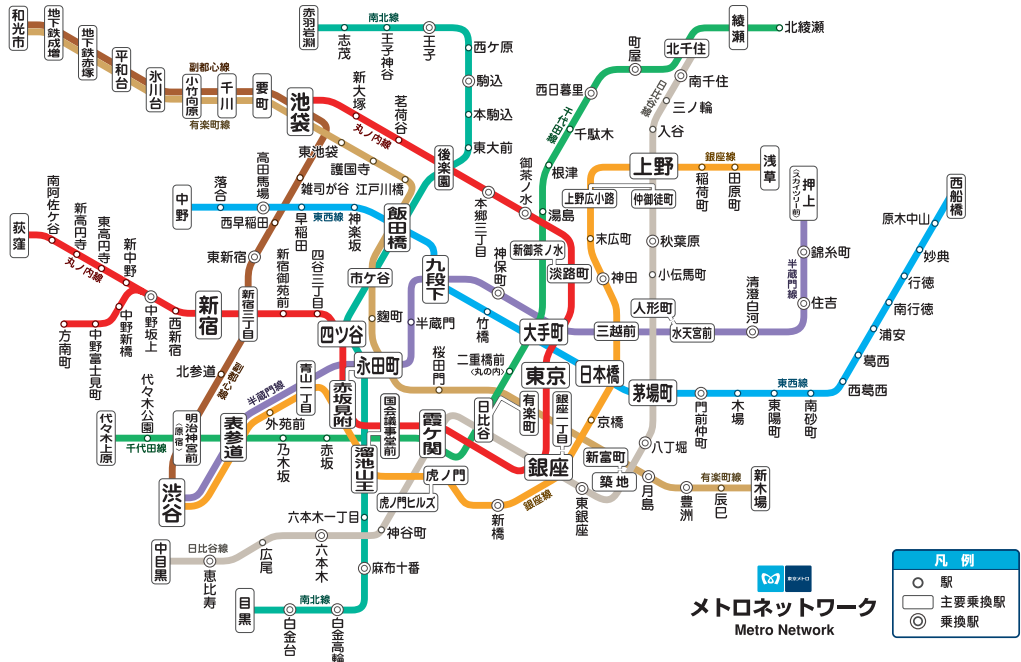 和光市
地下鉄成増
地下鉄赤塚
平和台
氷川台
小竹向原
千川
要町
池袋
副都心線
有楽町線
新大塚
茗荷谷
丸ノ内線
後楽園
赤羽岩淵
南北線
志茂
王子神谷
王子
西ケ原
駒込
本駒込
東大前
綾瀬
北綾瀬
北千住
町屋
西日暮里
千代田線
千駄木
根津
湯島
南千住
日比谷線
三ノ輪
入谷
上野
銀座線
浅草
稲荷町
田原町
上野広小路
仲御徒町
末広町
秋葉原
神田
小伝馬町
人形町
水天宮前
押上
〈スカイツリー前〉
錦糸町
半蔵門線
住吉
清澄白河
西船橋
原木中山
妙典
行徳
南行徳
浦安
葛西
西葛西
東西線
南砂町
東陽町
木場
門前仲町
茅場町
日本橋
三越前
大手町
東池袋
護国寺
江戸川橋
雑司が谷
高田馬場
落合
中野
西早稲田
早稲田
東西線
神楽坂
飯田橋
東新宿
九段下
神保町
竹橋
御茶ノ水
本郷三丁目
新御茶ノ水
淡路町
市ケ谷
麴町
半蔵門
荻窪
南阿佐ケ谷
新高円寺
東高円寺
丸ノ内線
新中野
中野坂上
中野新橋
中野富士見町
方南町
西新宿
新宿
新宿三丁目
新宿御苑前
四谷三丁目
四ツ谷
永田町
桜田門
二重橋前
〈丸の内〉
東京
北参道
副都心線
代々木公園
代々木上原
千代田線
明治神宮前
〈原宿〉
表参道
半蔵門線
青山一丁目
外苑前
乃木坂
赤坂
赤坂見附
国会議事堂前
溜池山王
霞ケ関
日比谷
有楽町
銀座一丁目
京橋
銀座
新富町
築地
八丁堀
月島
豊洲
有楽町線
辰巳
新木場
渋谷
虎ノ門
虎ノ門ヒルズ
新橋
銀座線
東銀座
六本木一丁目
神谷町
中目黒
日比谷線
恵比寿
広尾
六本木
麻布十番
目黒
南北線
白金台
白金高輪
東京メトロ
メトロネットワーク
Metro Network
凡例
駅
主要乗換駅
乗換駅